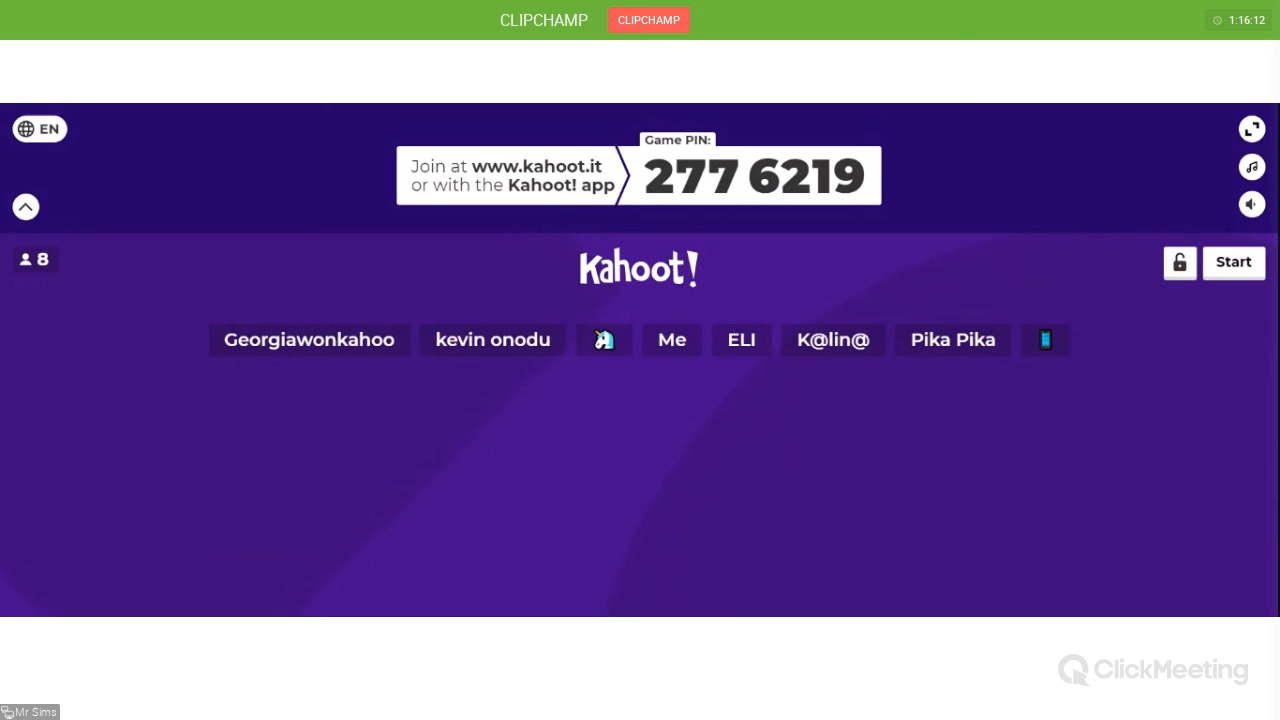 CLIPCHAMP CLIPCHAMP 1:16:12
EN
Game PIN:
Join at www.kahoot.it
or with the Kahoot! app
277 6219
8
Kahoot!
Start
Georgiawonkahoo kevin onodu Me ELI K@lin@ Pika Pika
ClickMeeting
Mr Sims